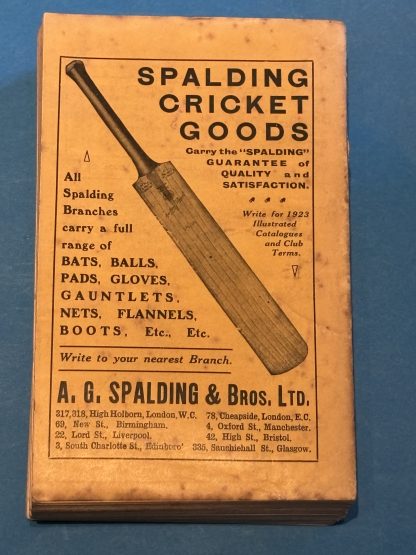 SPALDING
CRICKET
GOODS
Carry the "SPALDING"
GUARANTEE of
QUALITY and
SATISFACTION.
Write for 1923
Illustrated
Catalogues
and Club
Terms.
All
Spalding
Branches
carry a full
range of
BATS, BALLS,
PADS, GLOVES,
GAUNTLETS,
NETS, FLANNELS,
BOOTS, Etc., Etc.
Write to your nearest Branch.
A. G. SPALDING & BROS. LTD.
317,318, High Holborn, London, W.C. 78, Cheapside, London, E.C.
69, New St., Birmingham. 4, Oxford St., Manchester.
22, Lord St., Liverpool. 42, High St., Bristol.
3, South Charlotte St., Edinboro' 335, Sauchiehall St., Glasgow.